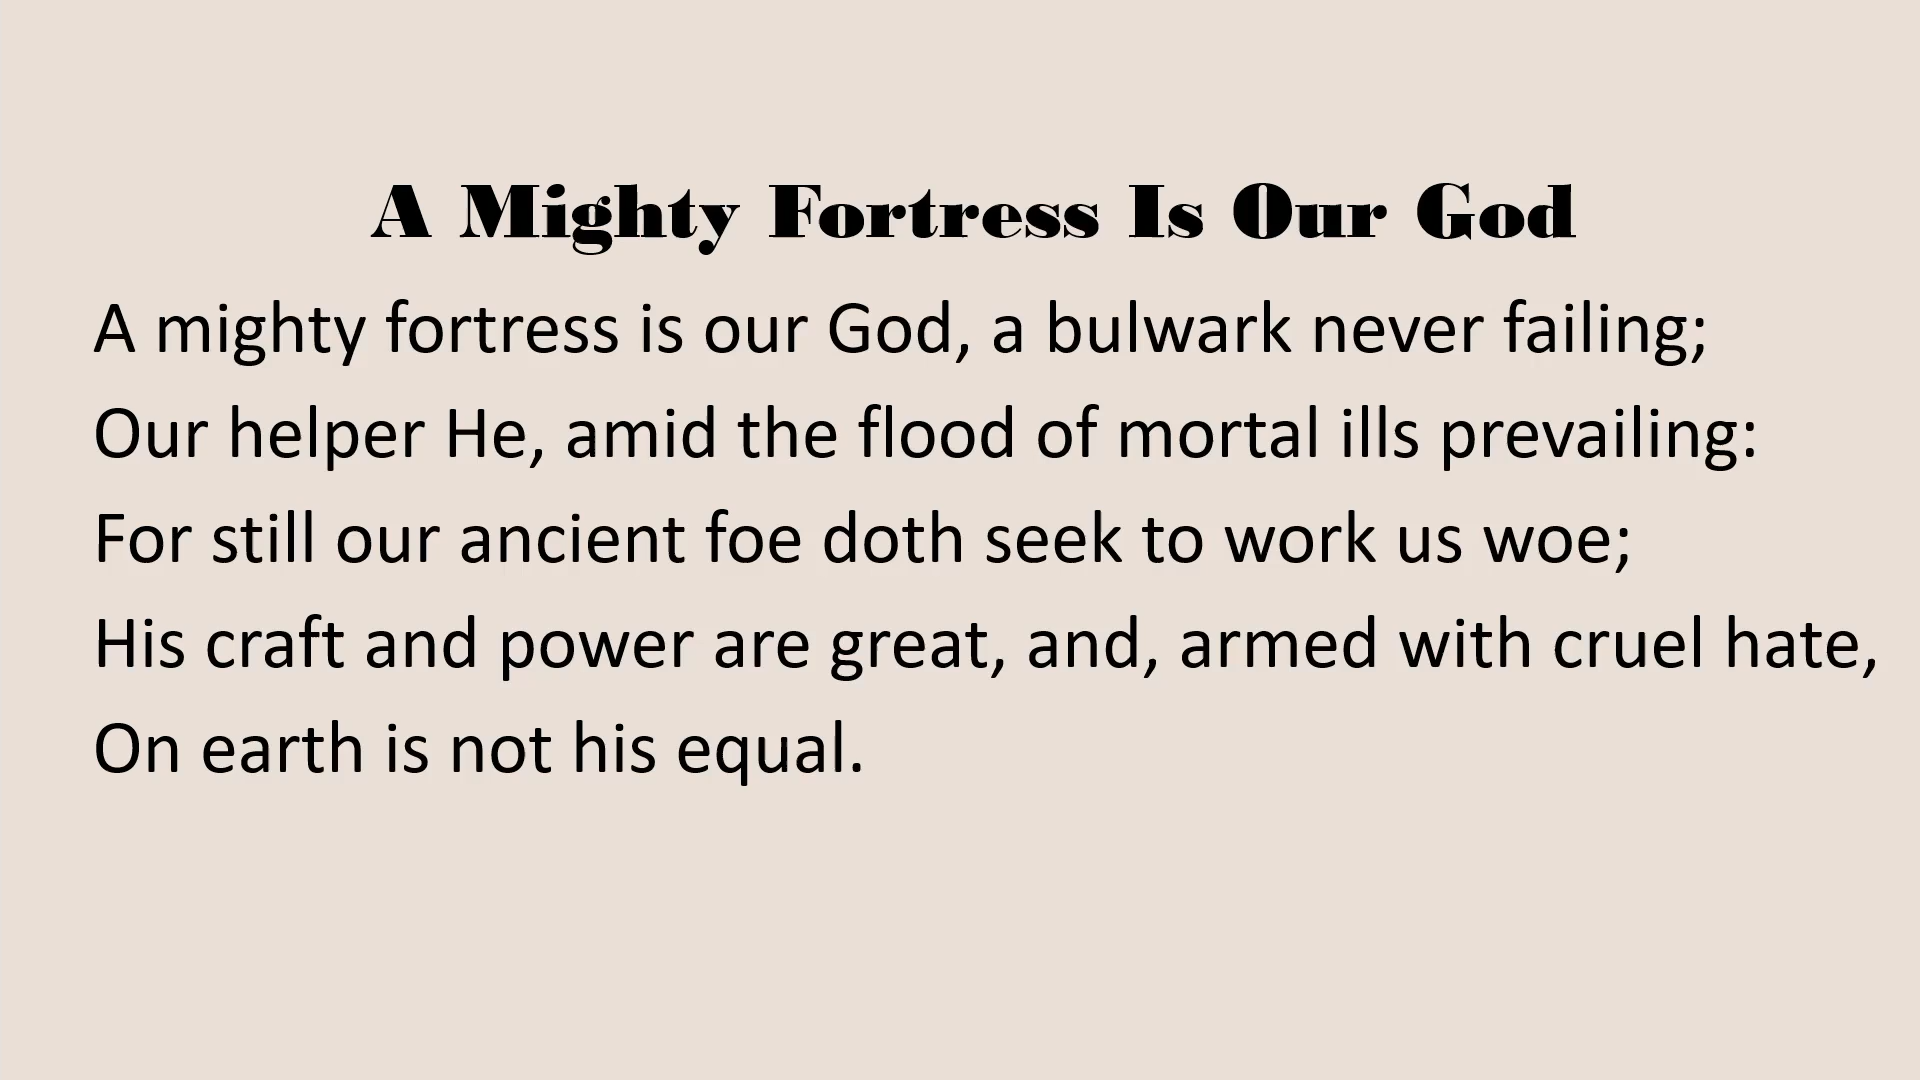 A Mighty Fortress Is Our God
A mighty fortress is our God, a bulwark never failing;
Our helper He, amid the flood of mortal ills prevailing:
For still our ancient foe doth seek to work us woe;
His craft and power are great, and, armed with cruel hate,
On earth is not his equal.